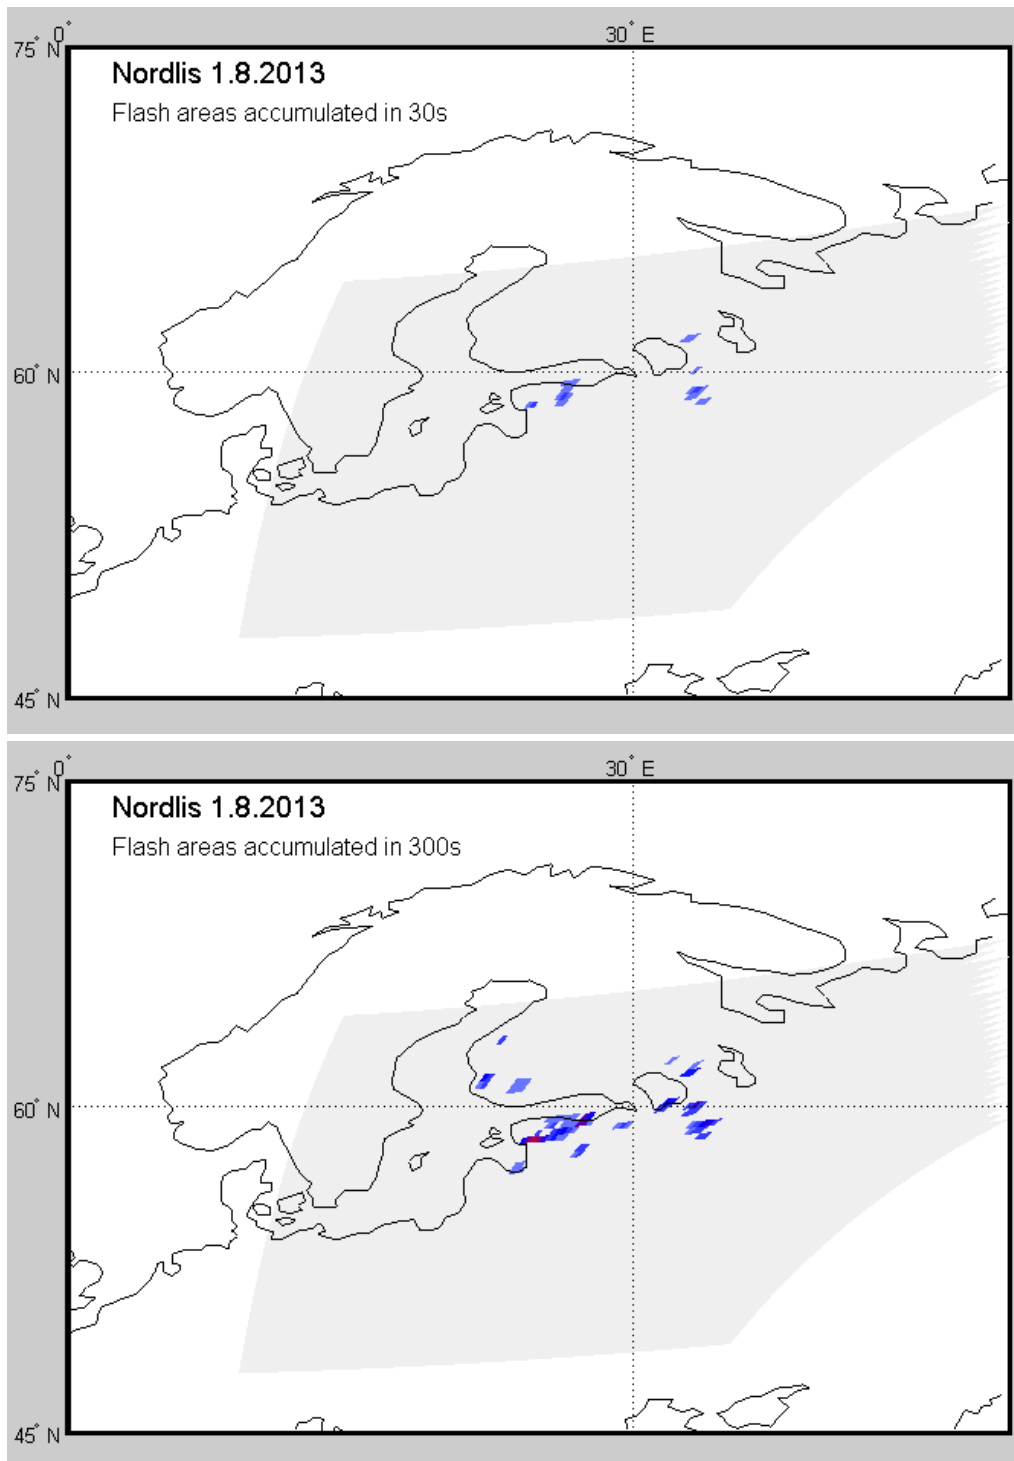 0° 30° E
75° N
Nordlis 1.8.2013
Flash areas accumulated in 30s
60° N
45° N
0° 30° E
75° N
Nordlis 1.8.2013
Flash areas accumulated in 300s
60° N
45° N